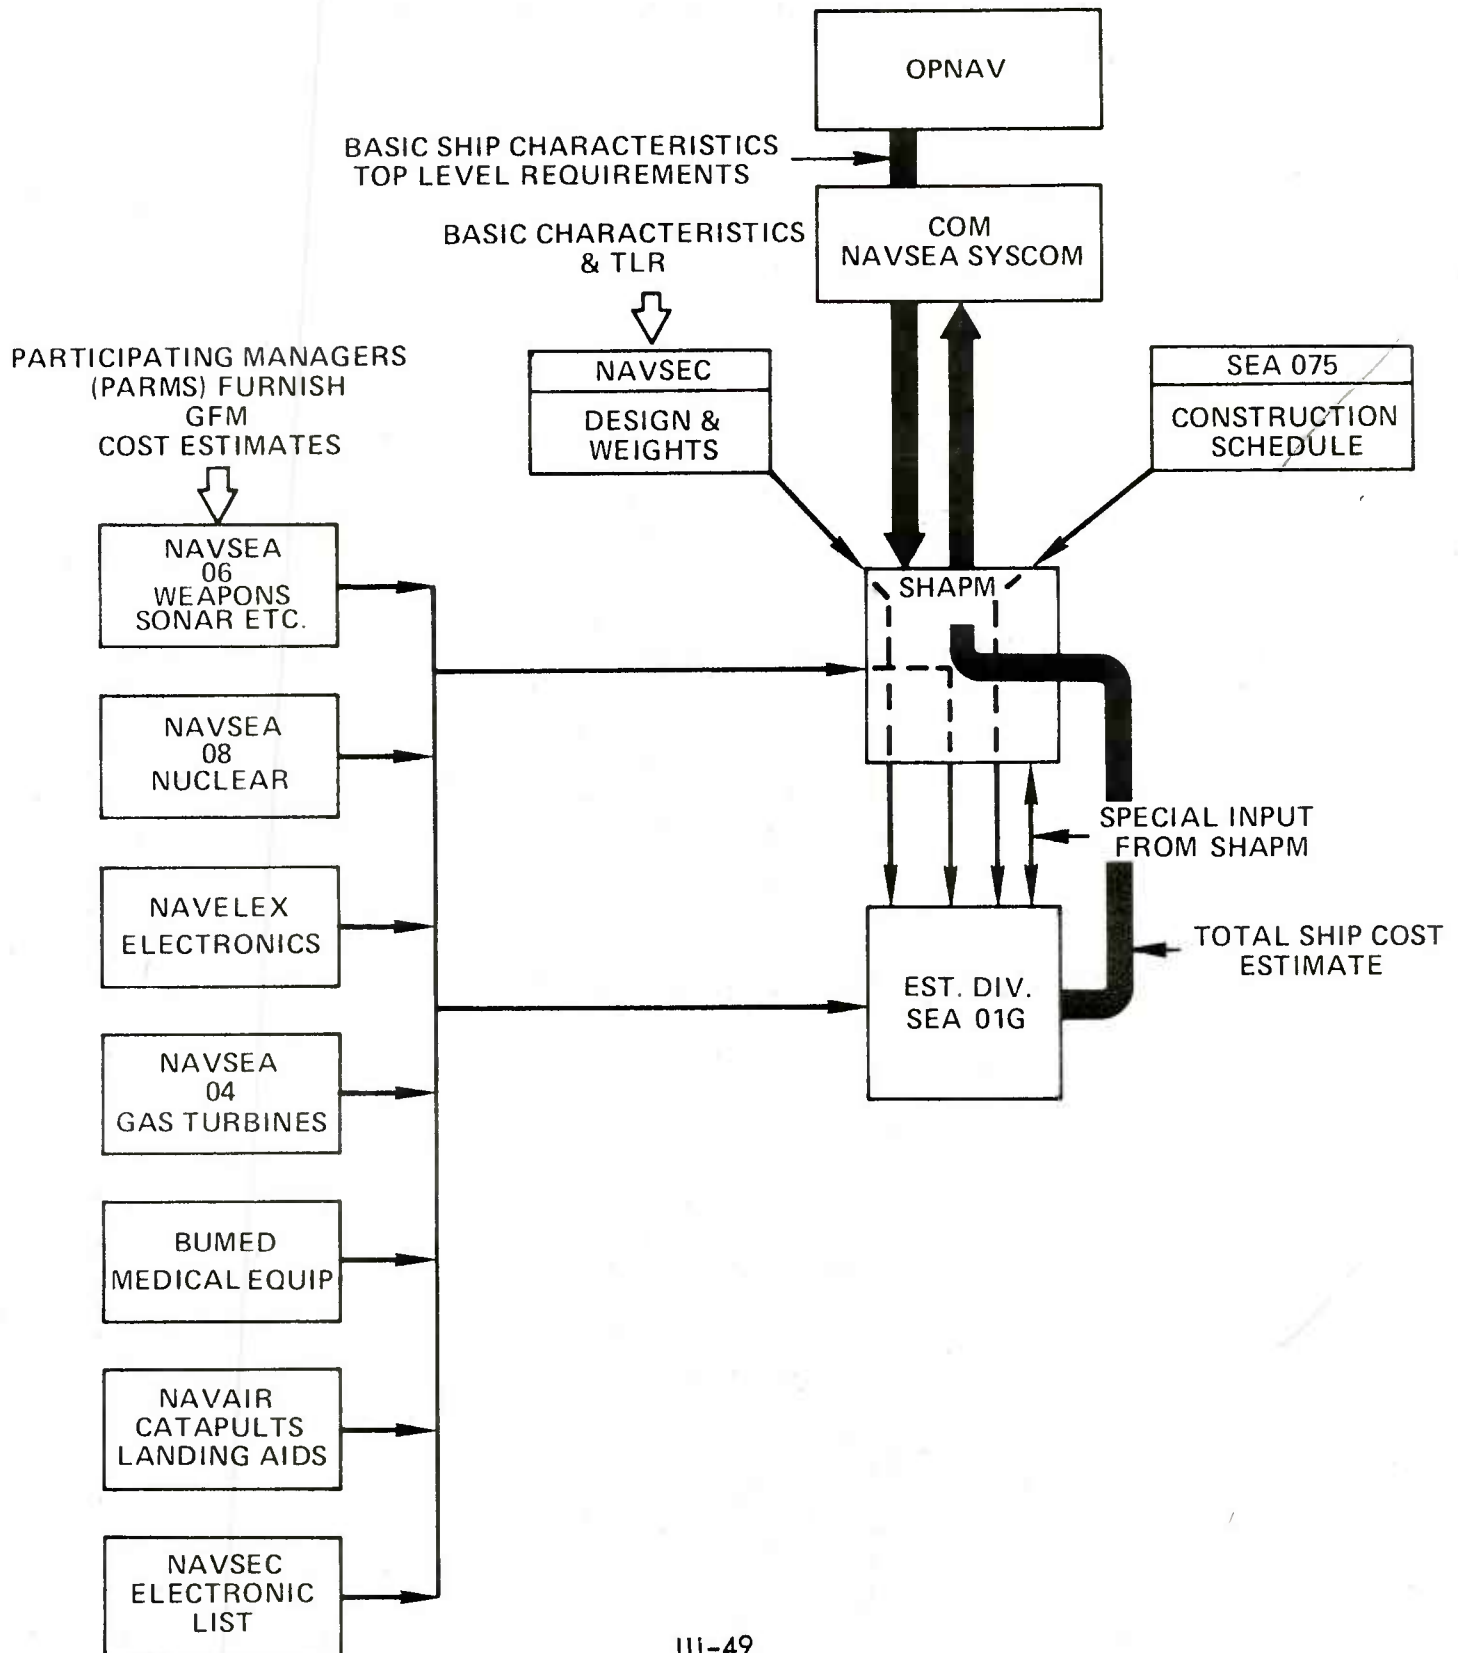 OPNAV
BASIC SHIP CHARACTERISTICS
TOP LEVEL REQUIREMENTS
COM
NAVSEA SYSCOM
BASIC CHARACTERISTICS
& TLR
NAVSEC
DESIGN &
WEIGHTS
SEA 075
CONSTRUCTION
SCHEDULE
PARTICIPATING MANAGERS
(PARMS) FURNISH
GFM
COST ESTIMATES
NAVSEA
06
WEAPONS
SONAR ETC.
SHAPM
NAVSEA
08
NUCLEAR
SPECIAL INPUT
FROM SHAPM
NAVELEX
ELECTRONICS
TOTAL SHIP COST
ESTIMATE
EST. DIV.
SEA 01G
NAVSEA
04
GAS TURBINES
BUMED
MEDICAL EQUIP
NAVAIR
CATAPULTS
LANDING AIDS
NAVSEC
ELECTRONIC
LIST
III-49